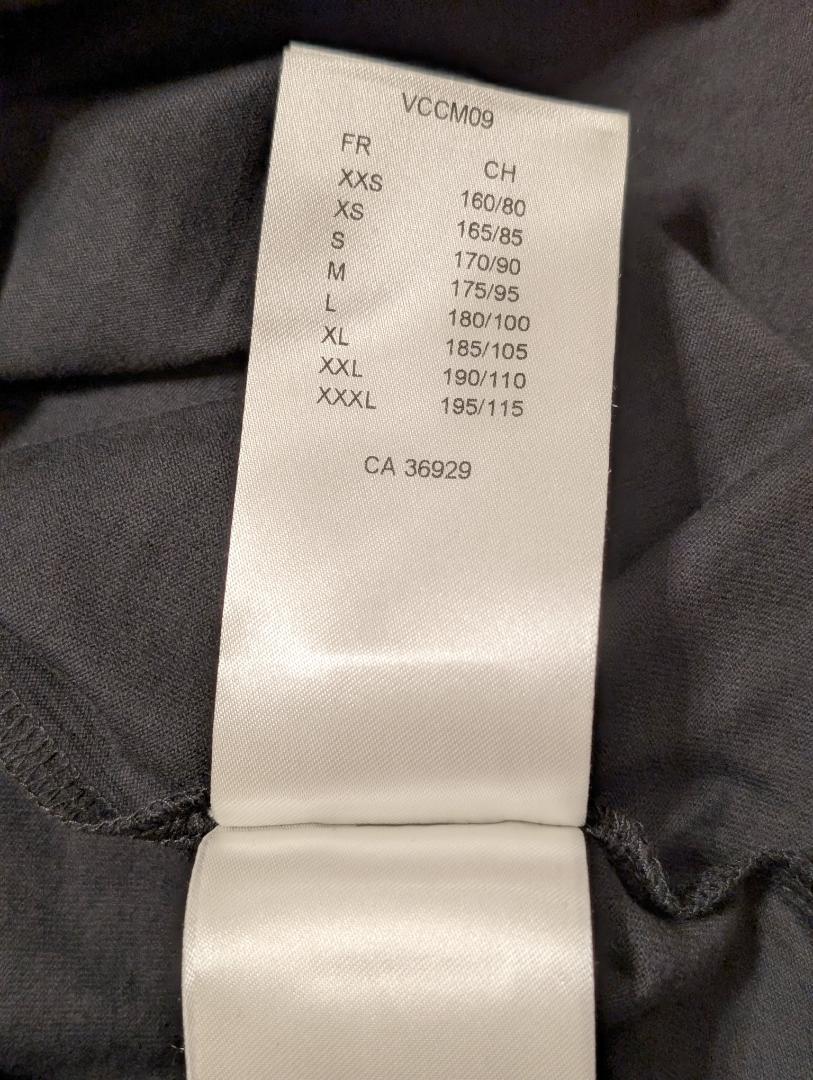 VCCM09
FR CH
XXS 160/80
XS 165/85
S 170/90
M 175/95
L 180/100
XL 185/105
XXL 190/110
XXXL 195/115
CA 36929